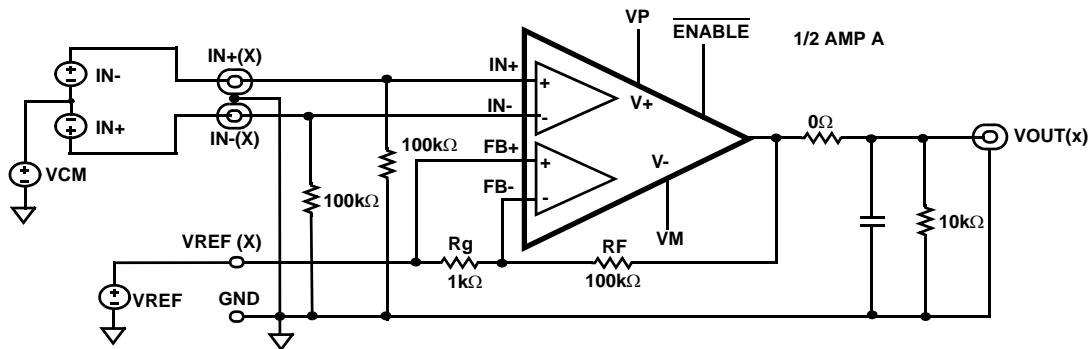 VP
ENABLE
1/2 AMP A
IN+(X)
IN-
IN+
IN+
+
0Ω
IN-
V+
-
VOUT(x)
IN-(X)
100kΩ
FB+
+
V-
VCM
FB-
-
100kΩ
10kΩ
VREF (X)
Rg
RF
VM
1kΩ
100kΩ
VREF
GND